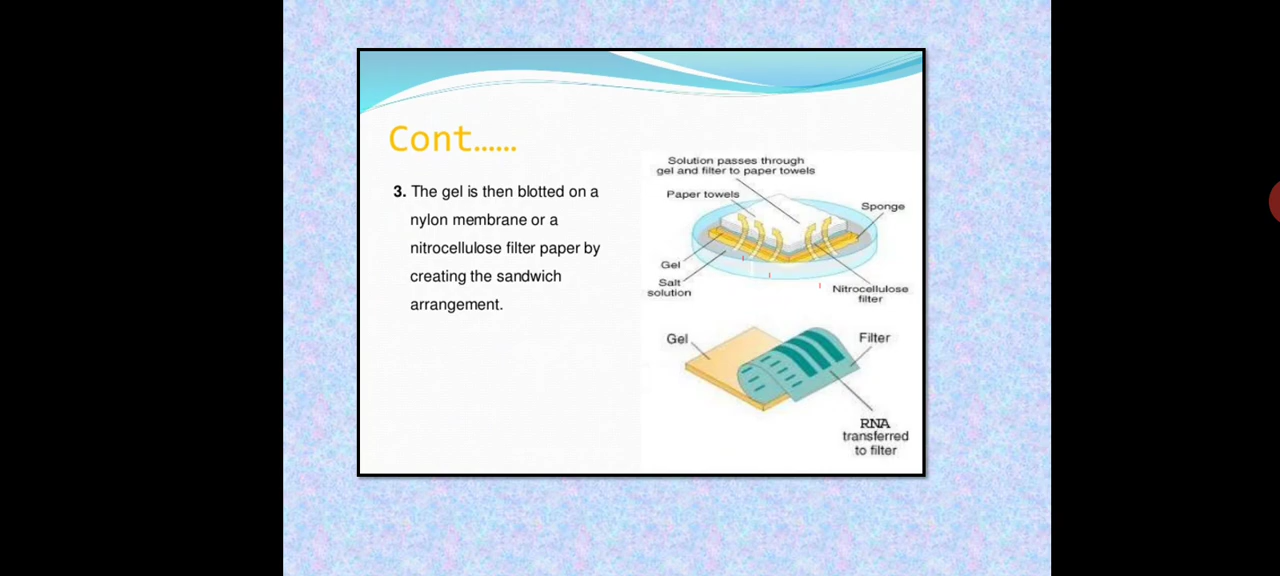 Cont……
3. The gel is then blotted on a
nylon membrane or a
nitrocellulose filter paper by
creating the sandwich
arrangement.
Solution passes through
gel and filter to paper towels
Paper towels
Sponge
Gel
Salt
solution
Nitrocellulose
filter
Gel
Filter
RNA
transferred
to filter